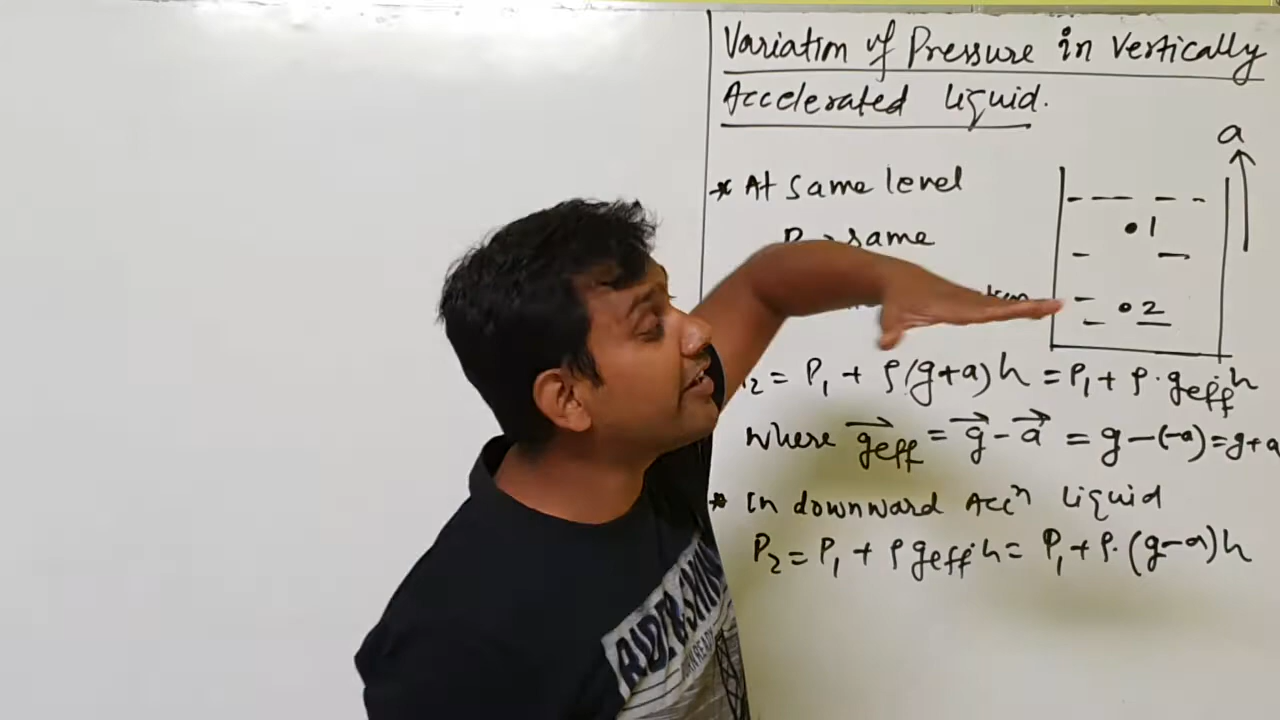 Variation of Pressure in Vertically
Accelerated Liquid.
a
* At same level
same
•1
•2
2 = P₁ + ρ(g+a)h = P₁ + ρ.geff h
where geff = g - a = g-(-a) = g+a
* In downward Accⁿ Liquid
P₂ = P₁ + ρ geff.h = P₁ + ρ.(g-a)h